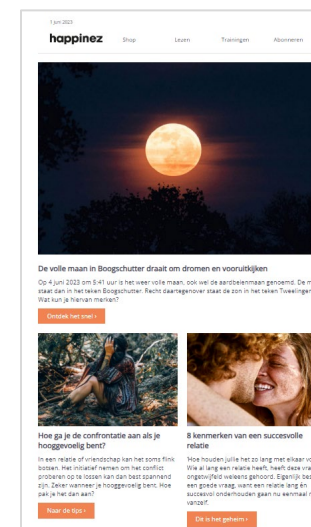 1 jun 2023
happinez Shop Lezen Trainingen Abonneren
De volle maan in Boogschutter draait om dromen en vooruitkijken
Op 4 juni 2023 om 5:41 uur is het weer volle maan, ook wel de aardbeienmaan genoemd. De m
staat dan in het teken Boogschutter. Recht daartegenover staat de zon in het teken Tweelingen
Wat kun je hiervan merken?
Ontdek het snel ›
Hoe ga je de confrontatie aan als je
hooggevoelig bent?
In een relatie of vriendschap kan het soms flink
botsen. Het initiatief nemen om het conflict
proberen op te lossen kan dan best spannend
zijn. Zeker wanneer je hooggevoelig bent. Hoe
pak je het dan aan?
Naar de tips ›
8 kenmerken van een succesvolle
relatie
'Hoe houden jullie het zo lang met elkaar vo
Wie al lang een relatie heeft, heeft deze vra
ongetwijfeld weleens gehoord. Eigenlijk bes
een goede vraag, want een relatie lang én
succesvol onderhouden gaan nu eenmaal n
vanzelf.
Dit is het geheim ›